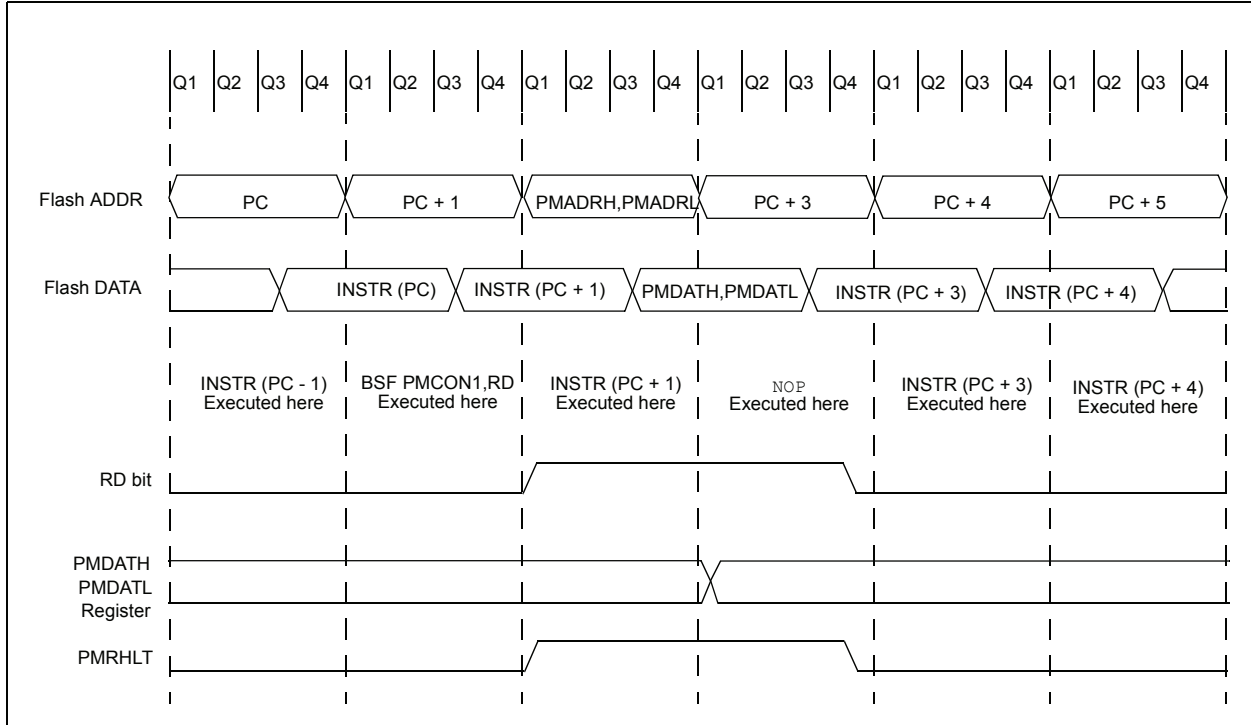 Q1 Q2 Q3 Q4 Q1 Q2 Q3 Q4 Q1 Q2 Q3 Q4 Q1 Q2 Q3 Q4 Q1 Q2 Q3 Q4 Q1 Q2 Q3 Q4
Flash ADDR PC PC + 1 PMADRH,PMADRL PC + 3 PC + 4 PC + 5
Flash DATA INSTR (PC) INSTR (PC + 1) PMDATH,PMDATL INSTR (PC + 3) INSTR (PC + 4)
INSTR (PC - 1) BSF PMCON1,RD INSTR (PC + 1) NOP INSTR (PC + 3) INSTR (PC + 4)
Executed here Executed here Executed here Executed here Executed here Executed here
RD bit
PMDATH
PMDATL
Register
PMRHLT